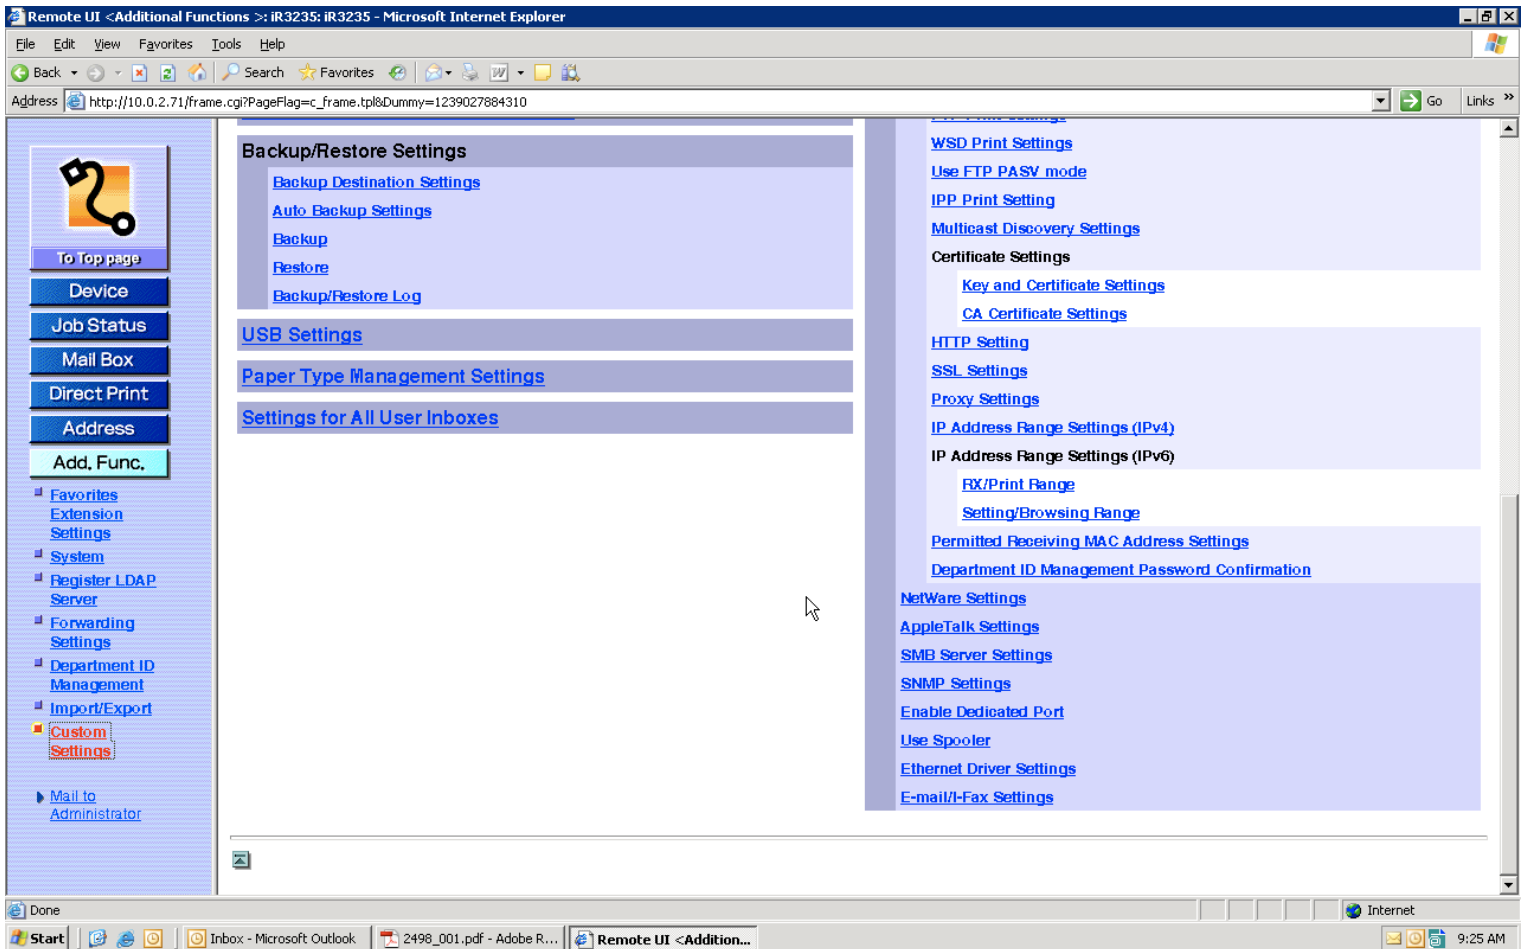 Remote UI <Additional Functions >: iR3235: iR3235 - Microsoft Internet Explorer
File Edit View Favorites Tools Help
Back Search Favorites
Address http://10.0.2.71/frame.cgi?PageFlag=c_frame.tpl&Dummy=1239027884310 Go Links »
To Top page
Device
Job Status
Mail Box
Direct Print
Address
Add. Func.
Favorites
Extension
Settings
System
Register LDAP
Server
Forwarding
Settings
Department ID
Management
Import/Export
Custom
Settings
Mail to
Administrator
Backup/Restore Settings
Backup Destination Settings
Auto Backup Settings
Backup
Restore
Backup/Restore Log
USB Settings
Paper Type Management Settings
Settings for All User Inboxes
WSD Print Settings
Use FTP PASV mode
IPP Print Setting
Multicast Discovery Settings
Certificate Settings
Key and Certificate Settings
CA Certificate Settings
HTTP Setting
SSL Settings
Proxy Settings
IP Address Range Settings (IPv4)
IP Address Range Settings (IPv6)
RX/Print Range
Setting/Browsing Range
Permitted Receiving MAC Address Settings
Department ID Management Password Confirmation
NetWare Settings
AppleTalk Settings
SMB Server Settings
SNMP Settings
Enable Dedicated Port
Use Spooler
Ethernet Driver Settings
E-mail/I-Fax Settings
Done Internet
Start Inbox - Microsoft Outlook 2498_001.pdf - Adobe R... Remote UI <Addition... 9:25 AM